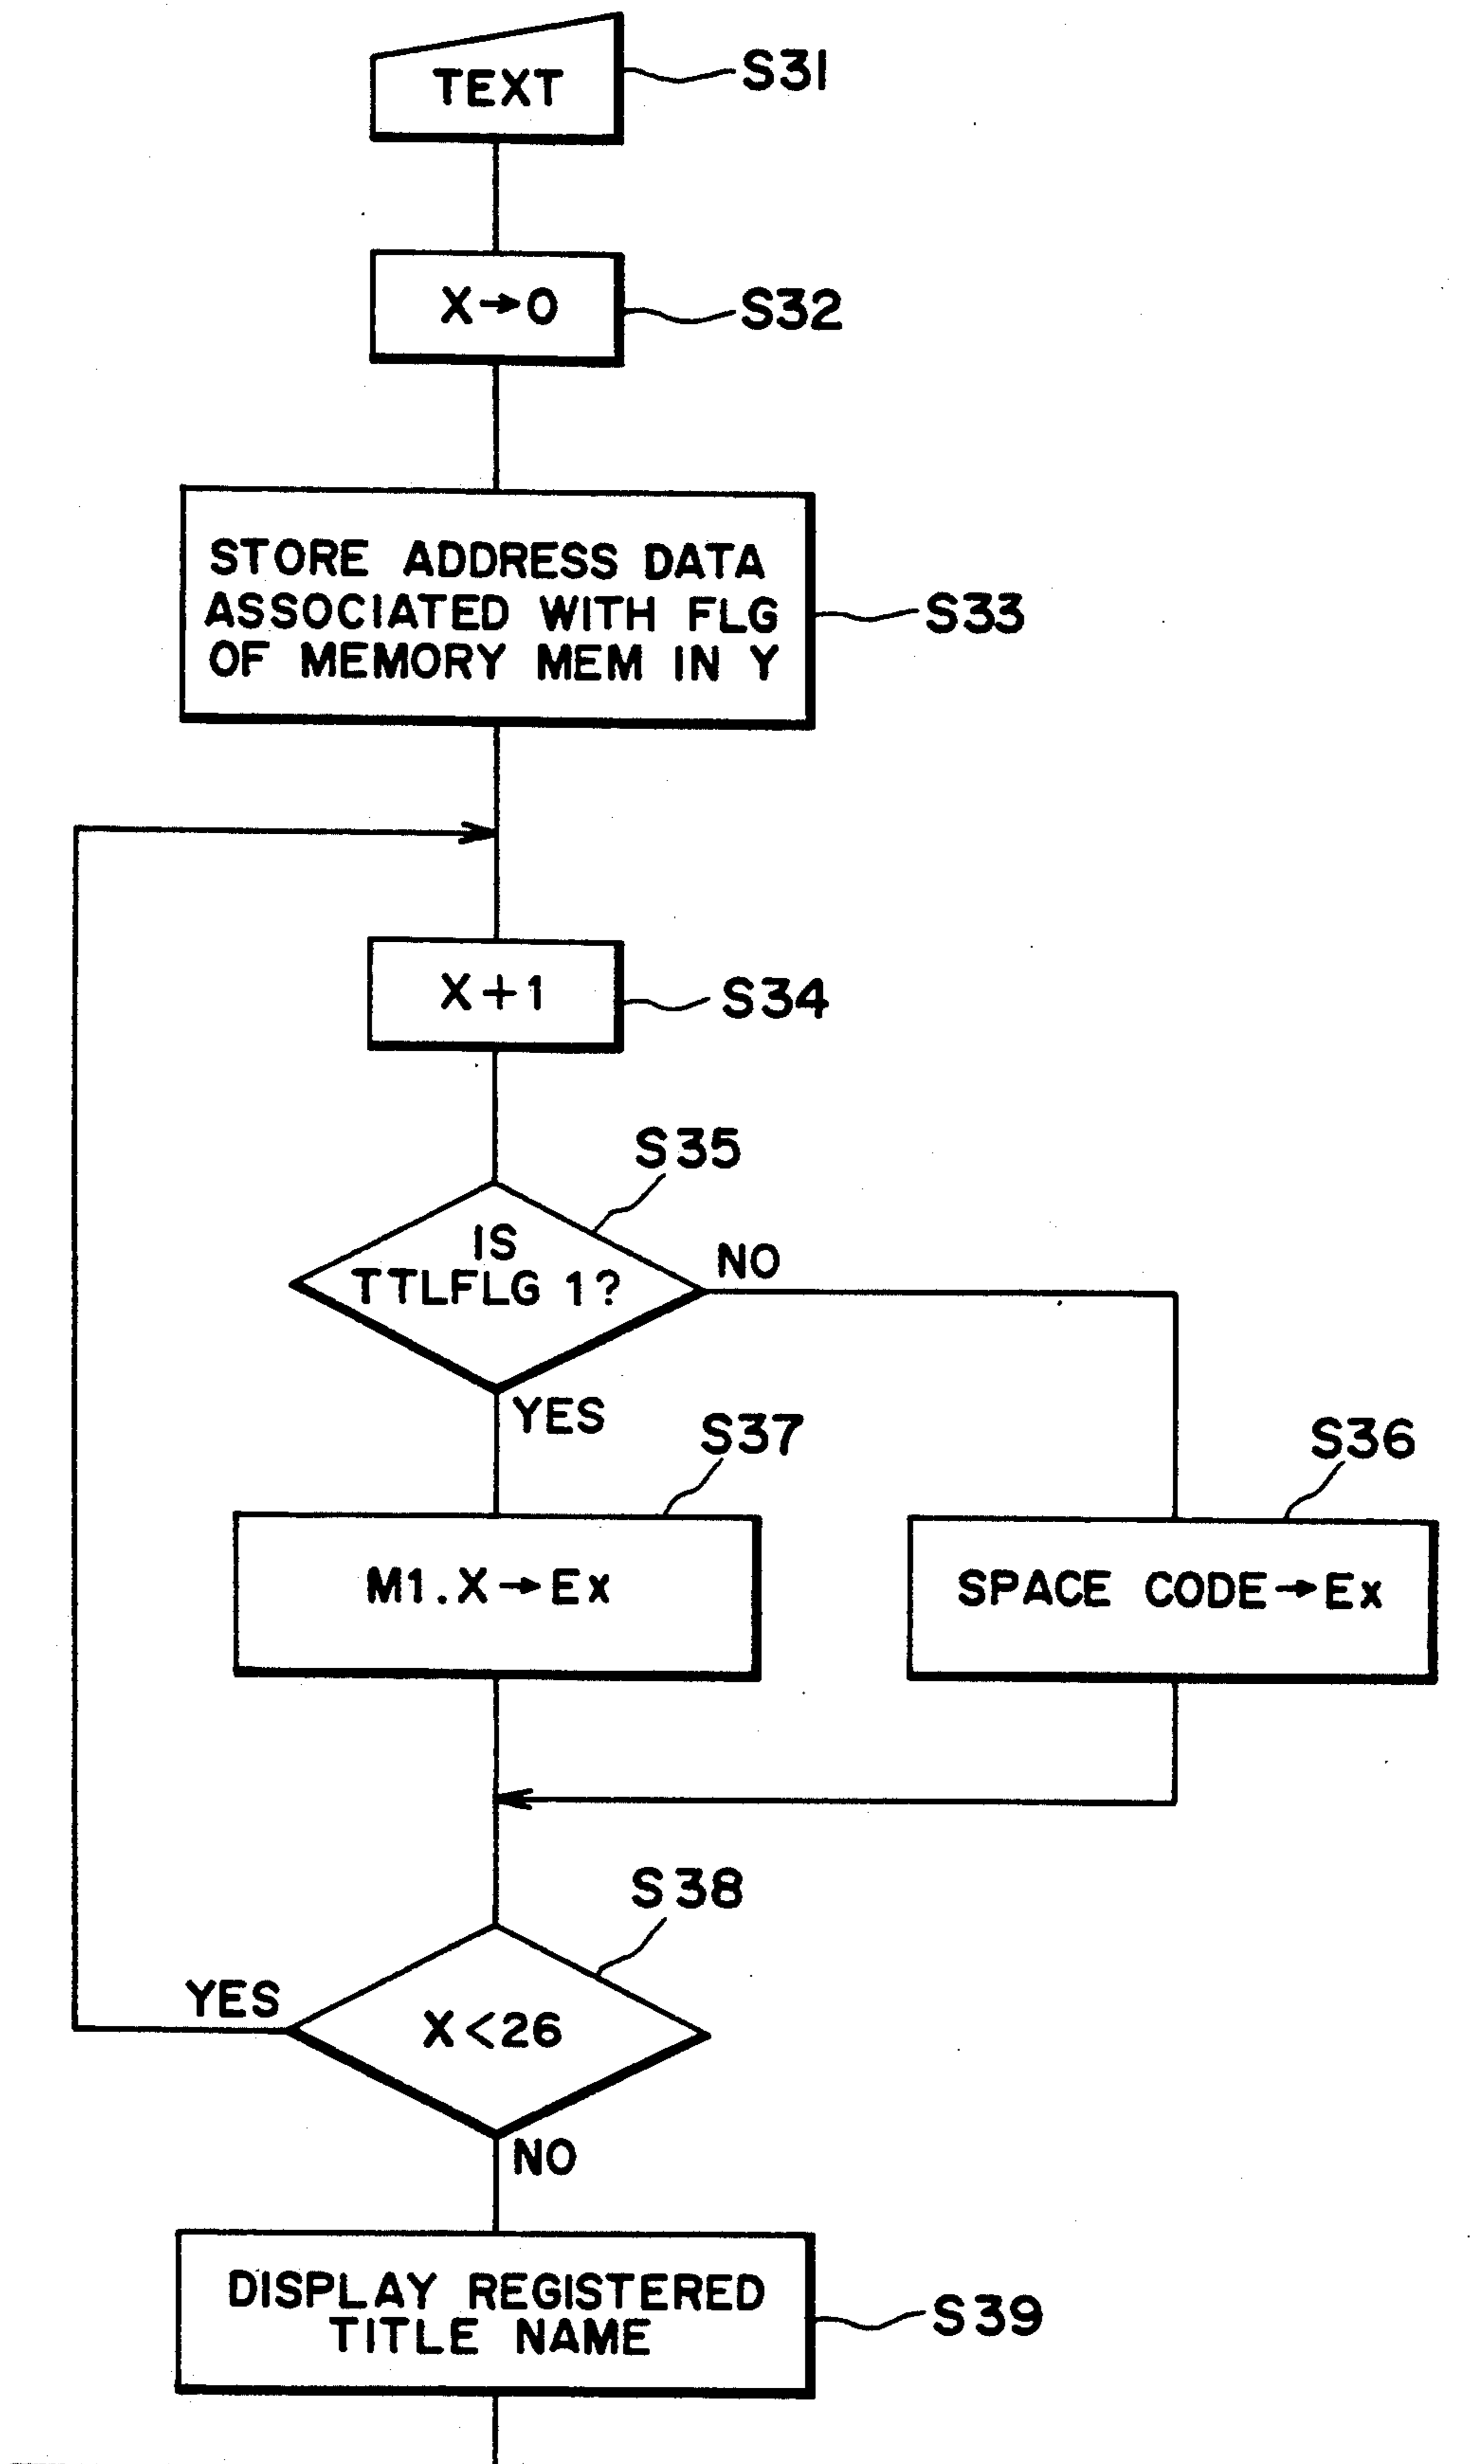 TEXT
S31
X→0
S32
STORE ADDRESS DATA
ASSOCIATED WITH FLG
OF MEMORY MEM IN Y
S33
X+1
S34
S35
IS
TTLFLG 1?
NO
YES
S37
S36
M1.X→Ex
SPACE CODE→Ex
S38
YES
X<26
NO
DISPLAY REGISTERED
TITLE NAME
S39